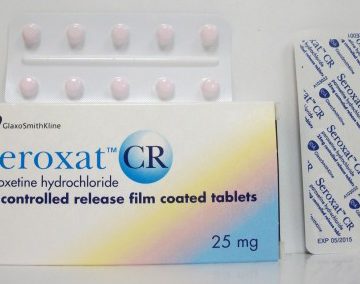 GlaxoSmithKline
eroxat™ CR
oxetine hydrochloride
controlled release film coated tablets
25 mg
Seroxat CR
Seroxat CR
Seroxat CR
EXP 05/2015